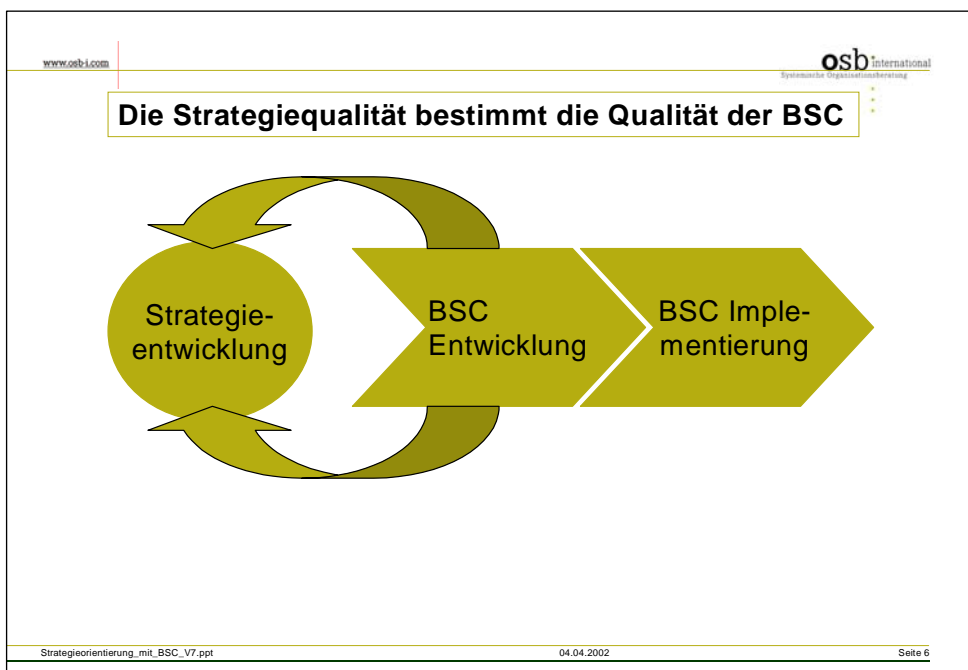 www.osb-i.com
osb international
Systemische Organisationsberatung
Die Strategiequalität bestimmt die Qualität der BSC
Strategie-
entwicklung
BSC
Entwicklung
BSC Imple-
mentierung
Strategieorientierung_mit_BSC_V7.ppt
04.04.2002
Seite 6